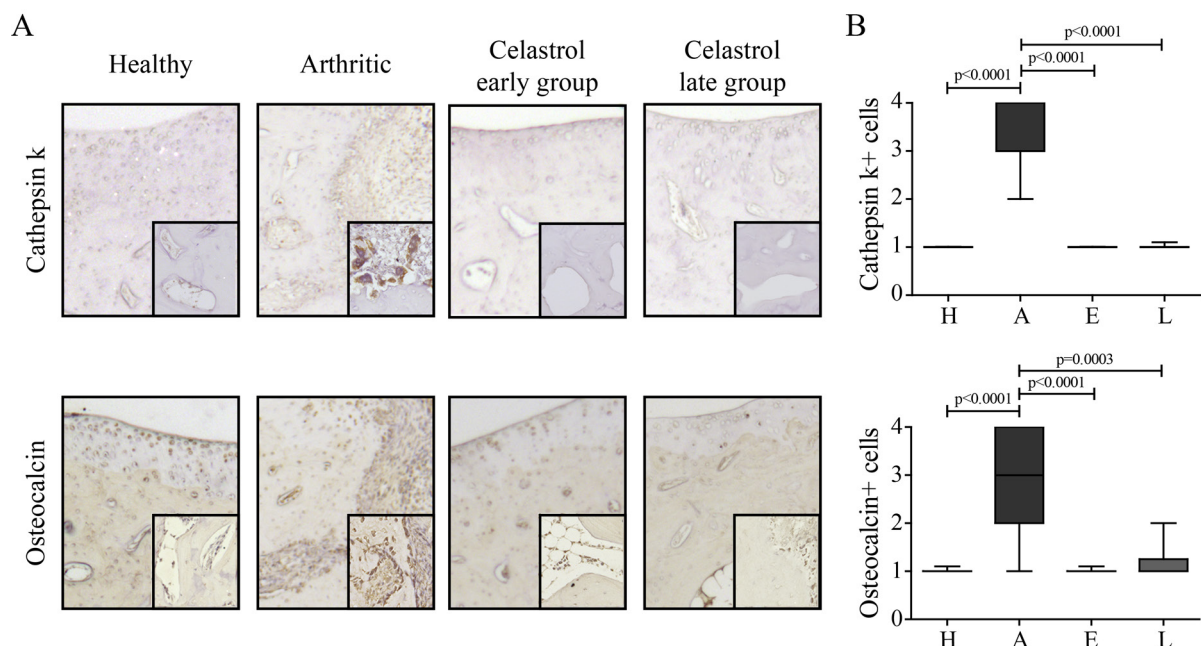 A
Healthy
Arthritic
Celastrol
early group
Celastrol
late group
Cathepsin k
Osteocalcin
B
p<0.0001
p<0.0001
p<0.0001
Cathepsin k+ cells
4
3
2
1
0
H A E L
p=0.0003
p<0.0001
p<0.0001
Osteocalcin+ cells
4
3
2
1
0
H A E L